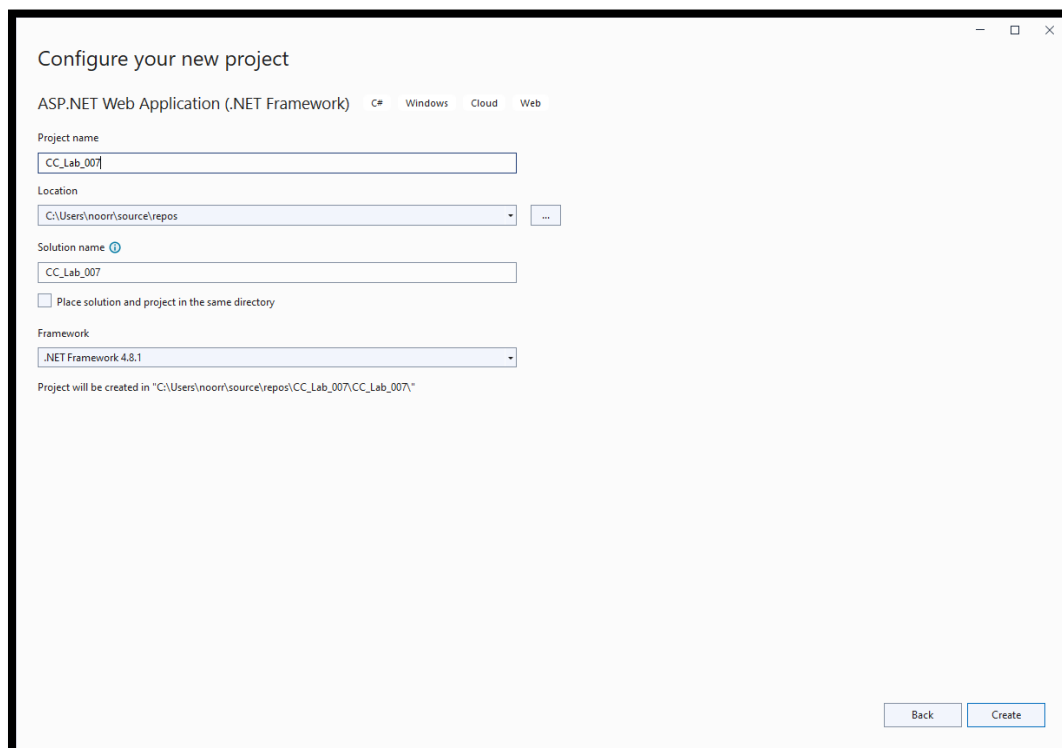 Configure your new project
ASP.NET Web Application (.NET Framework) C# Windows Cloud Web
Project name
CC_Lab_007
Location
C:\Users\noorr\source\repos
...
Solution name
CC_Lab_007
Place solution and project in the same directory
Framework
.NET Framework 4.8.1
Project will be created in "C:\Users\noorr\source\repos\CC_Lab_007\CC_Lab_007\"
Back Create